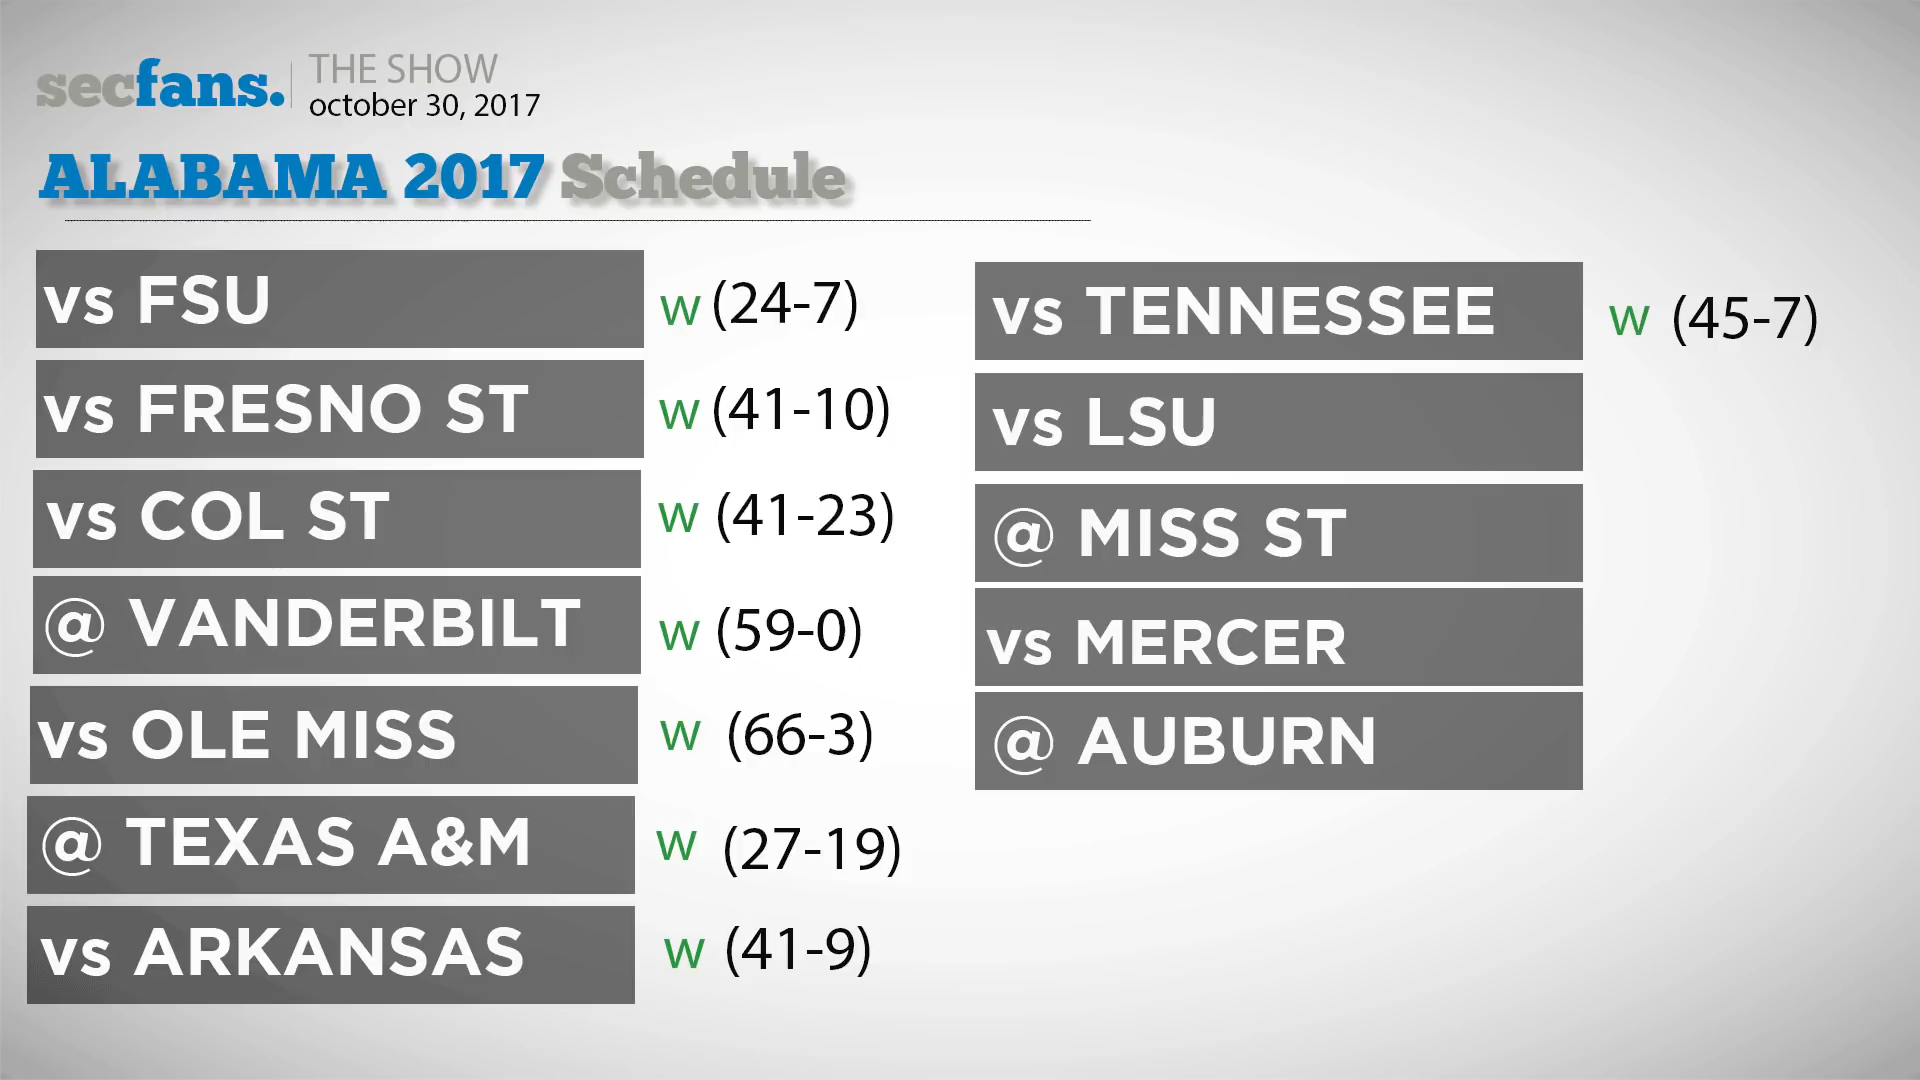 secfans. THE SHOW
october 30, 2017
ALABAMA 2017 Schedule
vs FSU w (24-7)
vs FRESNO ST w (41-10)
vs COL ST w (41-23)
@ VANDERBILT w (59-0)
vs OLE MISS w (66-3)
@ TEXAS A&M w (27-19)
vs ARKANSAS w (41-9)
vs TENNESSEE w (45-7)
vs LSU
@ MISS ST
vs MERCER
@ AUBURN